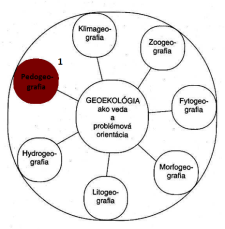 Klimageo-
grafia
1
Zoogeo-
grafia
Pedogeo-
grafia
GEOEKOLÓGIA
ako veda
a
problémová
orientácia
Fytogeo-
grafia
Hydrogeo-
grafia
Morfogeo-
grafia
Litogeo-
grafia